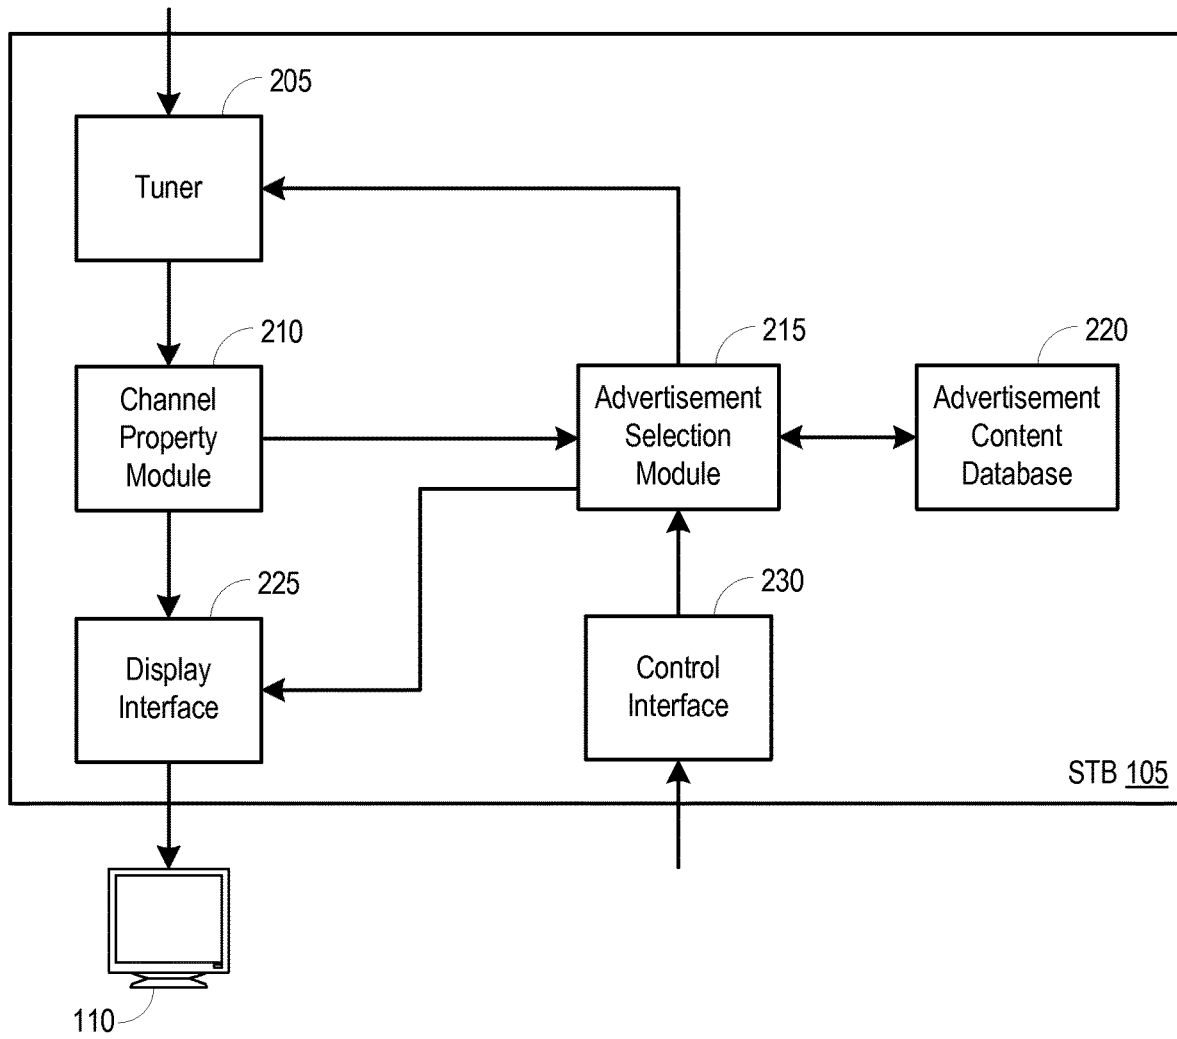 205
Tuner
210
215
220
Channel
Property
Module
Advertisement
Selection
Module
Advertisement
Content
Database
225
230
Display
Interface
Control
Interface
STB 105
110